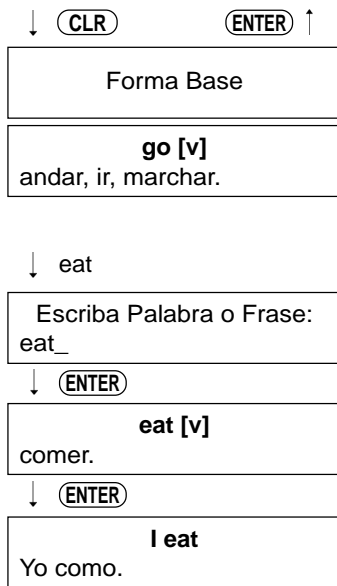 ↓ CLR ENTER ↑
Forma Base
go [v]
andar, ir, marchar.
↓ eat
Escriba Palabra o Frase:
eat_
↓ ENTER
eat [v]
comer.
↓ ENTER
I eat
Yo como.